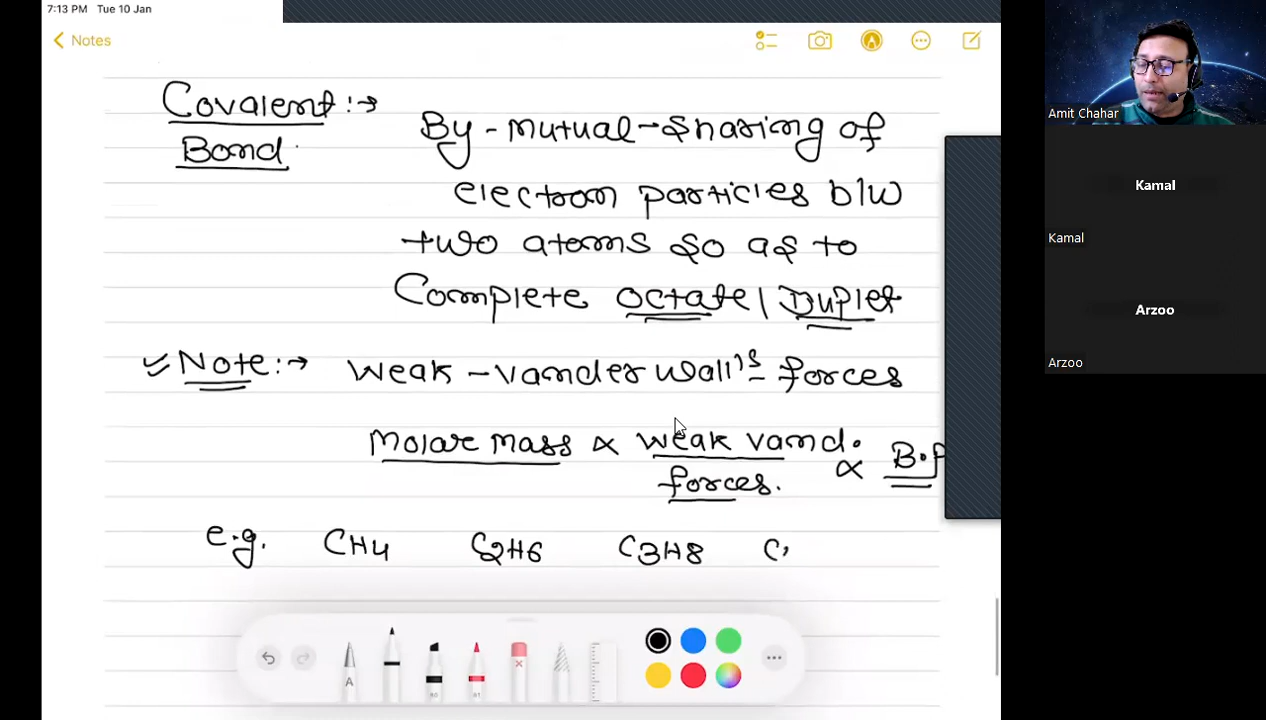 7:13 PM Tue 10 Jan
Notes
Covalent :→
Bond
By-mutual-sharing of
electron particles b/w
two atoms so as to
Complete octate/Duplet
Note :→ Weak-vander wall's forces
Molar mass ∝ weak vand. forces. ∝ B.P
e.g. CH4 C2H6 C3H8 C
A
80
81
Amit Chahar
Kamal
Kamal
Arzoo
Arzoo